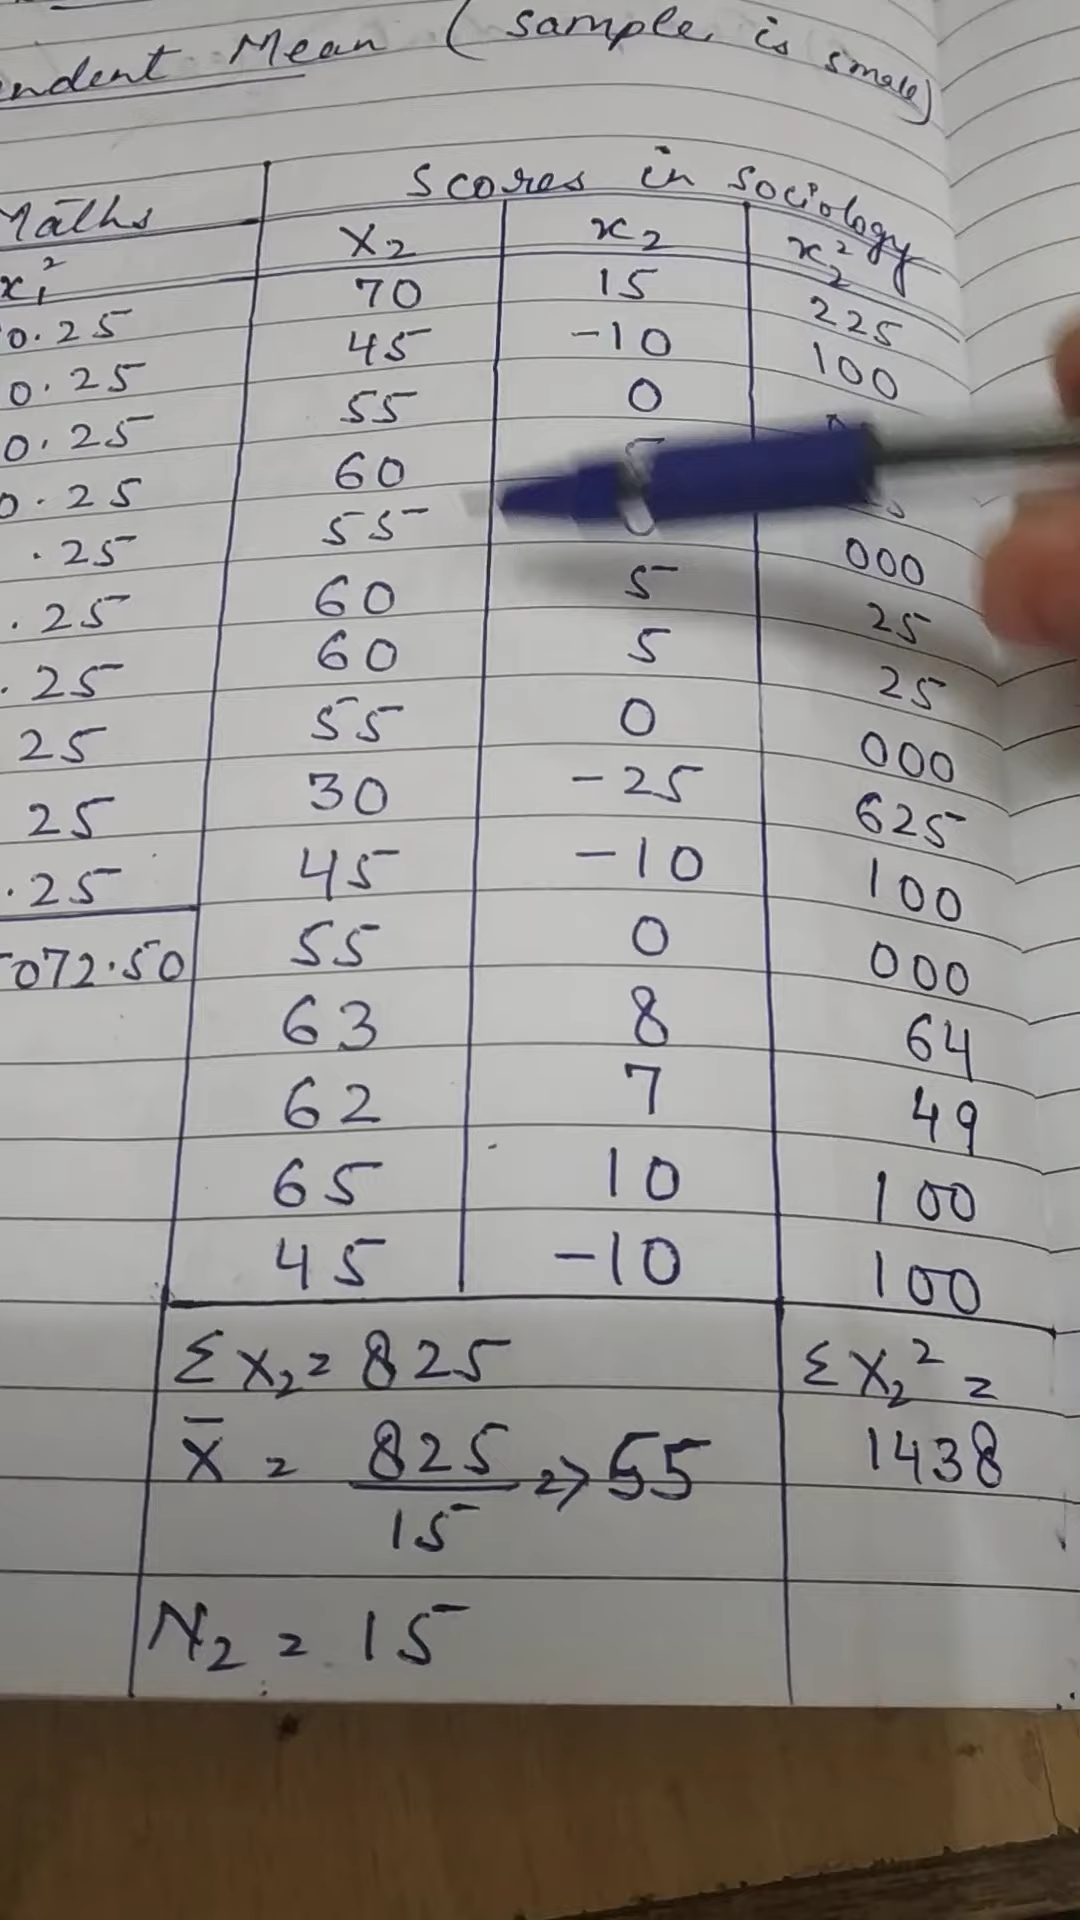 ndent Mean (sample is small)
Maths Scores in Sociology
x₁² X₂ x₂ x₂²
0.25 70 15 225
0.25 45 -10 100
0.25 55 0
0.25 60 5
.25 55
000
.25 60 5 25
.25 60 5 25
25 55 0 000
25 30 -25 625
.25 45 -10 100
5072.50 55 0 000
63 8 64
62 7 49
65 10 100
45 -10 100
ΣX₂ = 825 ΣX₂² =
X̄ = 825/15 => 55 1438
N₂ = 15